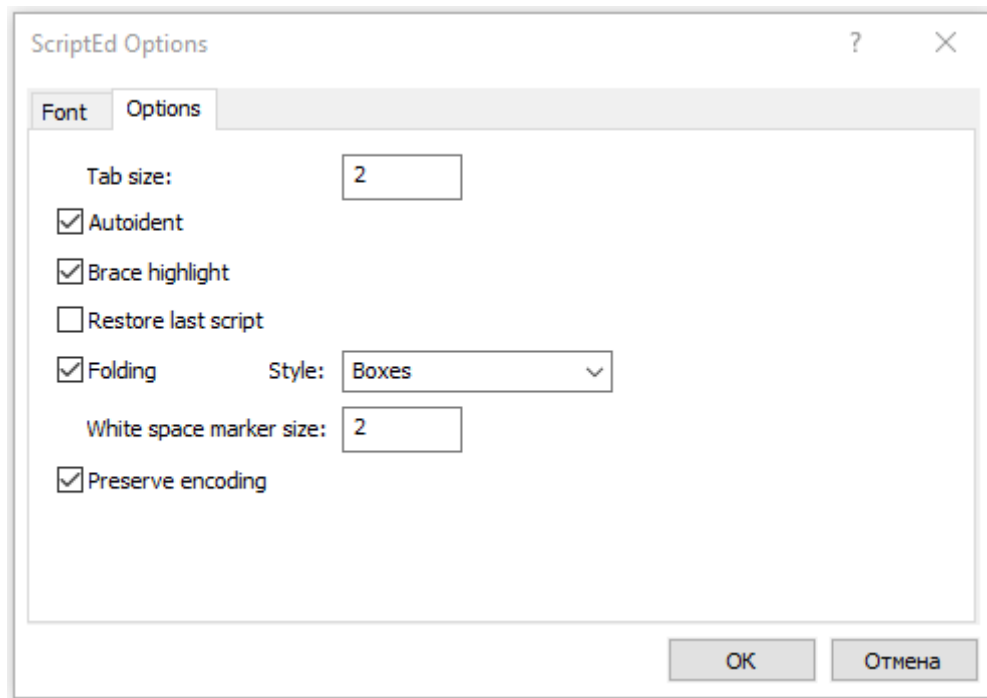 ScriptEd Options ?
Font Options
Tab size: 2
Autoident
Brace highlight
Restore last script
Folding Style: Boxes
White space marker size: 2
Preserve encoding
OK Отмена